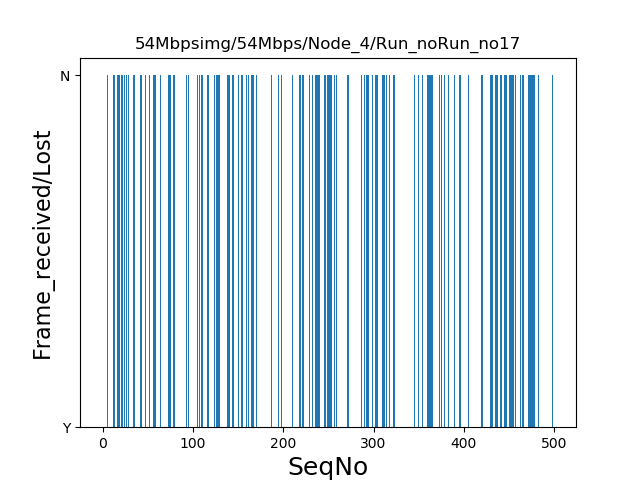 54Mbpsimg/54Mbps/Node_4/Run_noRun_no17
N
Frame_received/Lost
Y
0 100 200 300 400 500
SeqNo